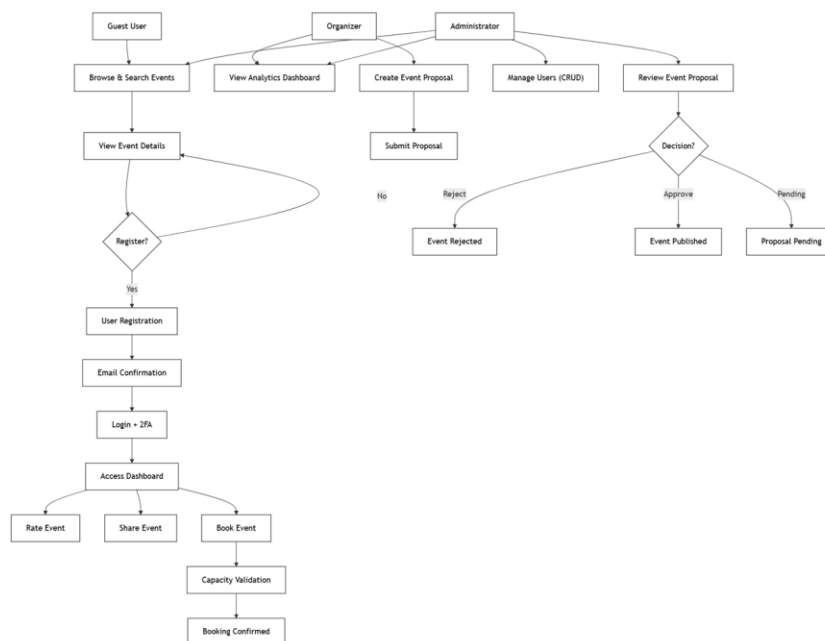 Guest User
Organizer
Administrator
Browse & Search Events
View Analytics Dashboard
Create Event Proposal
Manage Users (CRUD)
Review Event Proposal
View Event Details
Submit Proposal
Decision?
No
Reject
Approve
Pending
Register?
Event Rejected
Event Published
Proposal Pending
Yes
User Registration
Email Confirmation
Login + 2FA
Access Dashboard
Rate Event
Share Event
Book Event
Capacity Validation
Booking Confirmed